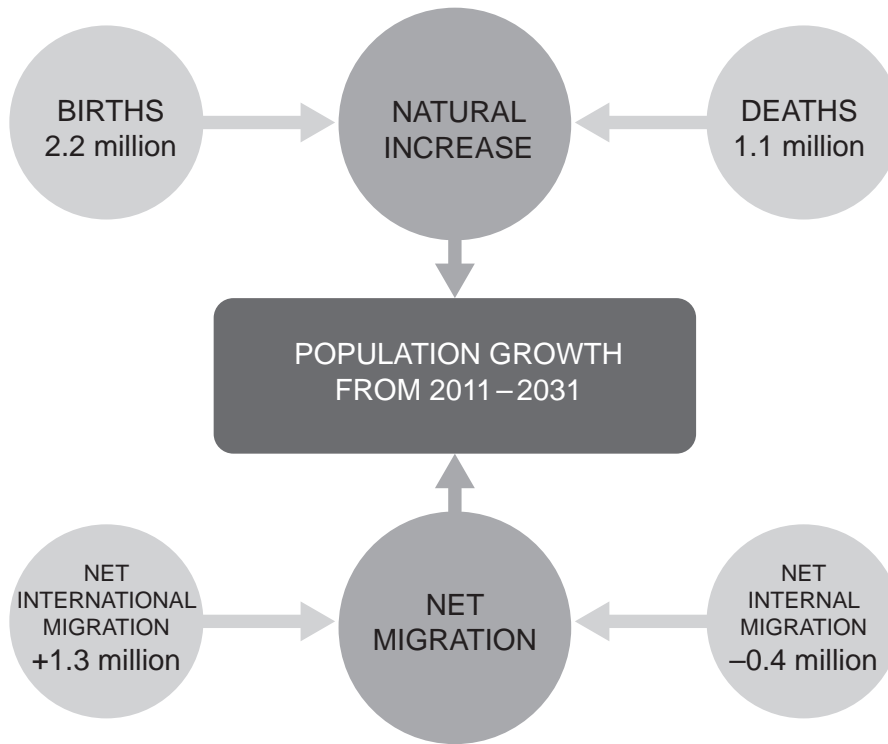 BIRTHS
2.2 million
NATURAL
INCREASE
DEATHS
1.1 million
POPULATION GROWTH
FROM 2011 – 2031
NET
INTERNATIONAL
MIGRATION
+1.3 million
NET
MIGRATION
NET
INTERNAL
MIGRATION
–0.4 million